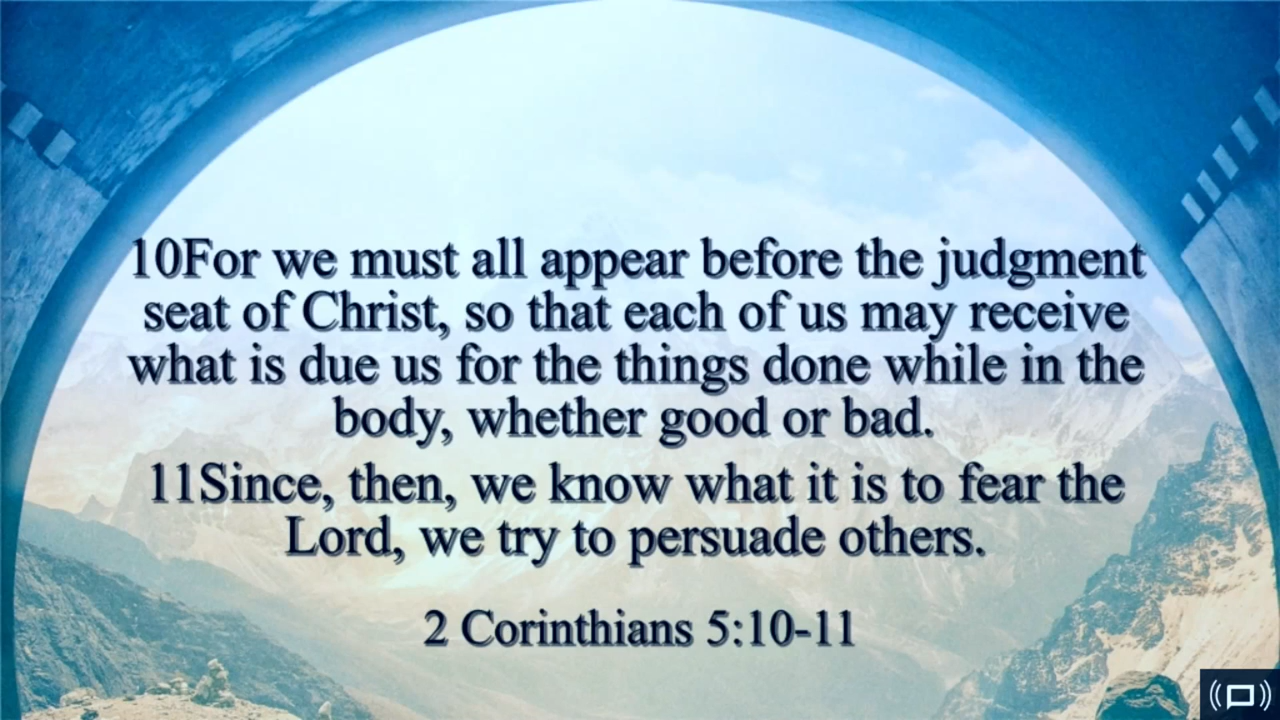 10For we must all appear before the judgment
seat of Christ, so that each of us may receive
what is due us for the things done while in the
body, whether good or bad.
11Since, then, we know what it is to fear the
Lord, we try to persuade others.
2 Corinthians 5:10-11